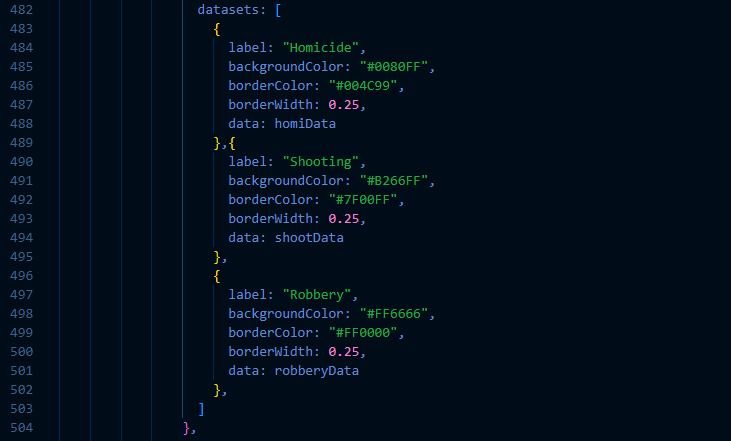 482 datasets: [
483 {
484 label: "Homicide",
485 backgroundColor: "#0080FF",
486 borderColor: "#004C99",
487 borderWidth: 0.25,
488 data: homiData
489 },{
490 label: "Shooting",
491 backgroundColor: "#B266FF",
492 borderColor: "#7F00FF",
493 borderWidth: 0.25,
494 data: shootData
495 },
496 {
497 label: "Robbery",
498 backgroundColor: "#FF6666",
499 borderColor: "#FF0000",
500 borderWidth: 0.25,
501 data: robberyData
502 },
503 ]
504 },